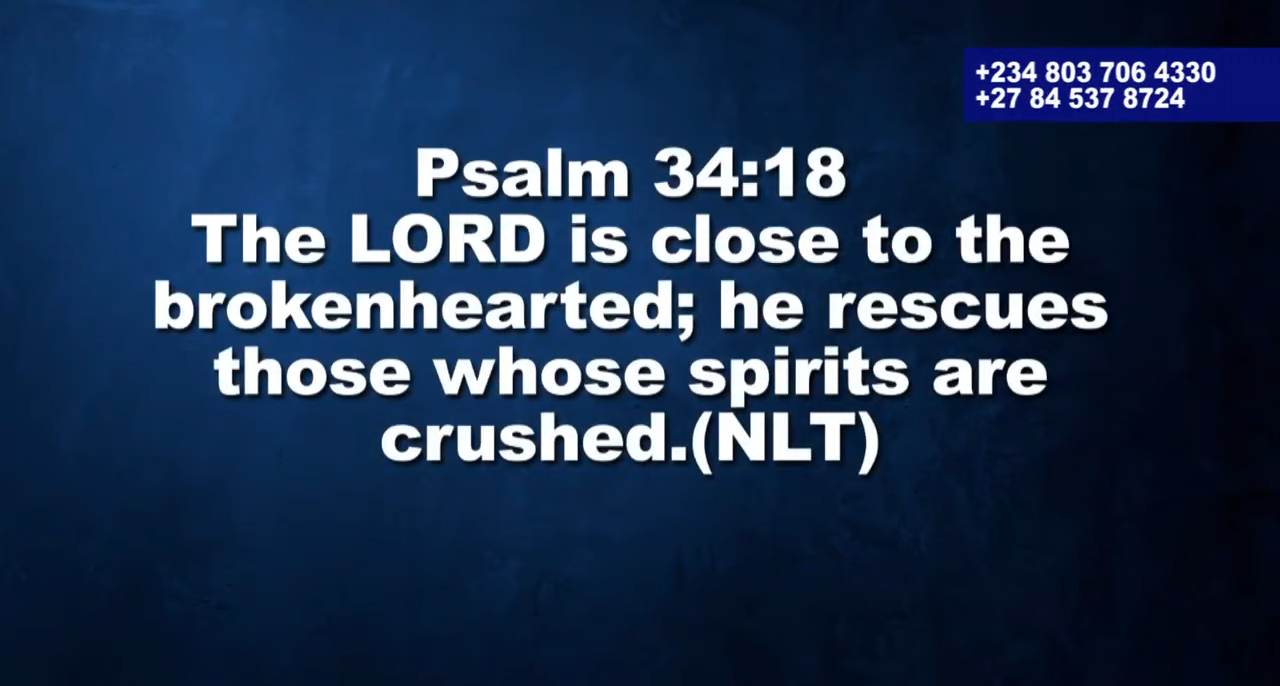 +234 803 706 4330
+27 84 537 8724
Psalm 34:18
The LORD is close to the
brokenhearted; he rescues
those whose spirits are
crushed.(NLT)